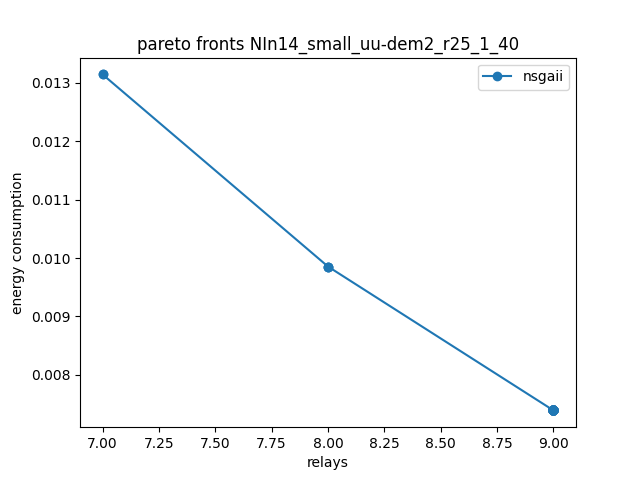 pareto fronts NIn14_small_uu-dem2_r25_1_40
nsgaii
0.013
0.012
0.011
0.010
0.009
0.008
energy consumption
7.00 7.25 7.50 7.75 8.00 8.25 8.50 8.75 9.00
relays